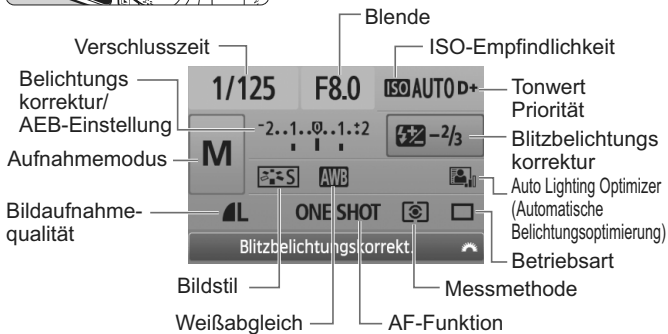 Blende
Verschlusszeit
ISO-Empfindlichkeit
Belichtungs
korrektur/
AEB-Einstellung
1/125 F8.0 ISO AUTO D+
Tonwert
Priorität
-2..1..0..1.:2
-2/3
Blitzbelichtungs
korrektur
Aufnahmemodus
M
S
AWB
Auto Lighting Optimizer
(Automatische
Belichtungsoptimierung)
Bildaufnahme-
qualität
L ONE SHOT
Blitzbelichtungskorrekt.
Betriebsart
Bildstil
Messmethode
Weißabgleich
AF-Funktion